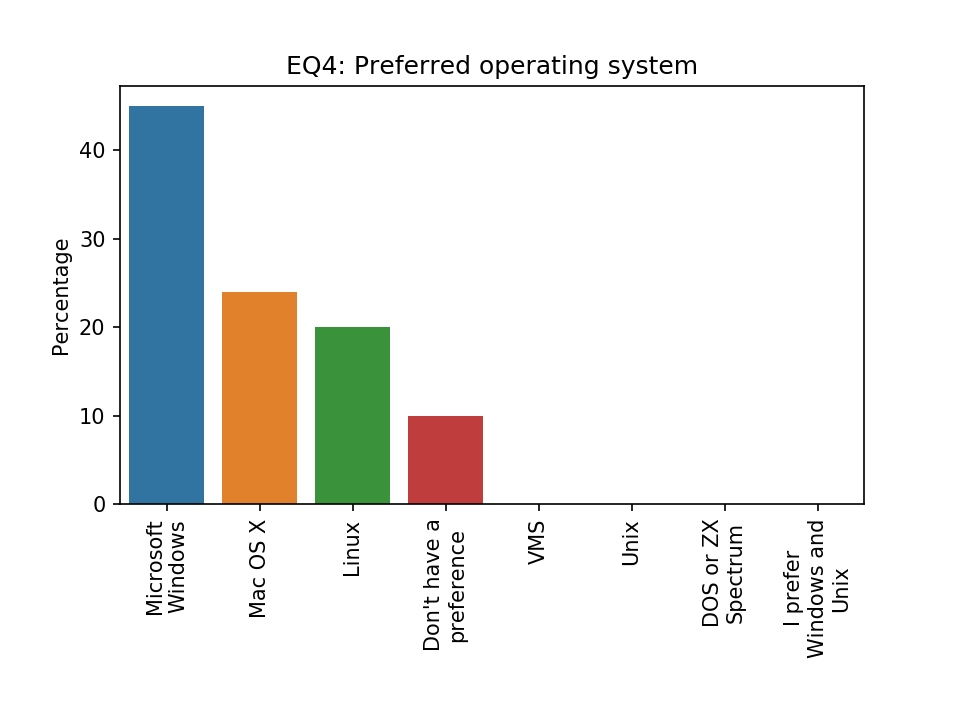 EQ4: Preferred operating system
Percentage
40
30
20
10
0
Microsoft
Windows
Mac OS X
Linux
Don't have a
preference
VMS
Unix
DOS or ZX
Spectrum
I prefer
Windows and
Unix